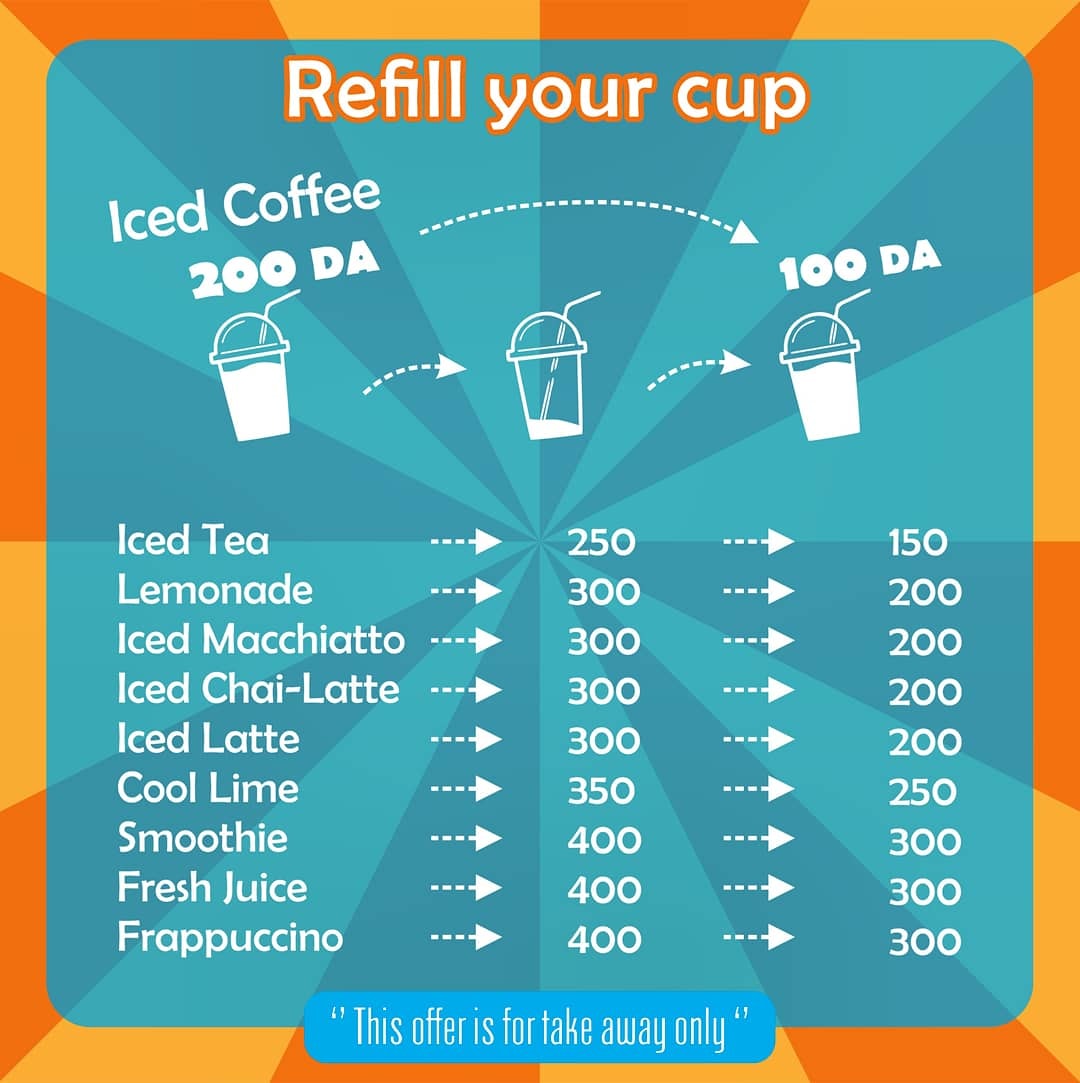 Refill your cup
Iced Coffee
200 DA
100 DA
Iced Tea 250 150
Lemonade 300 200
Iced Macchiatto 300 200
Iced Chai-Latte 300 200
Iced Latte 300 200
Cool Lime 350 250
Smoothie 400 300
Fresh Juice 400 300
Frappuccino 400 300
‘’ This offer is for take away only ‘’